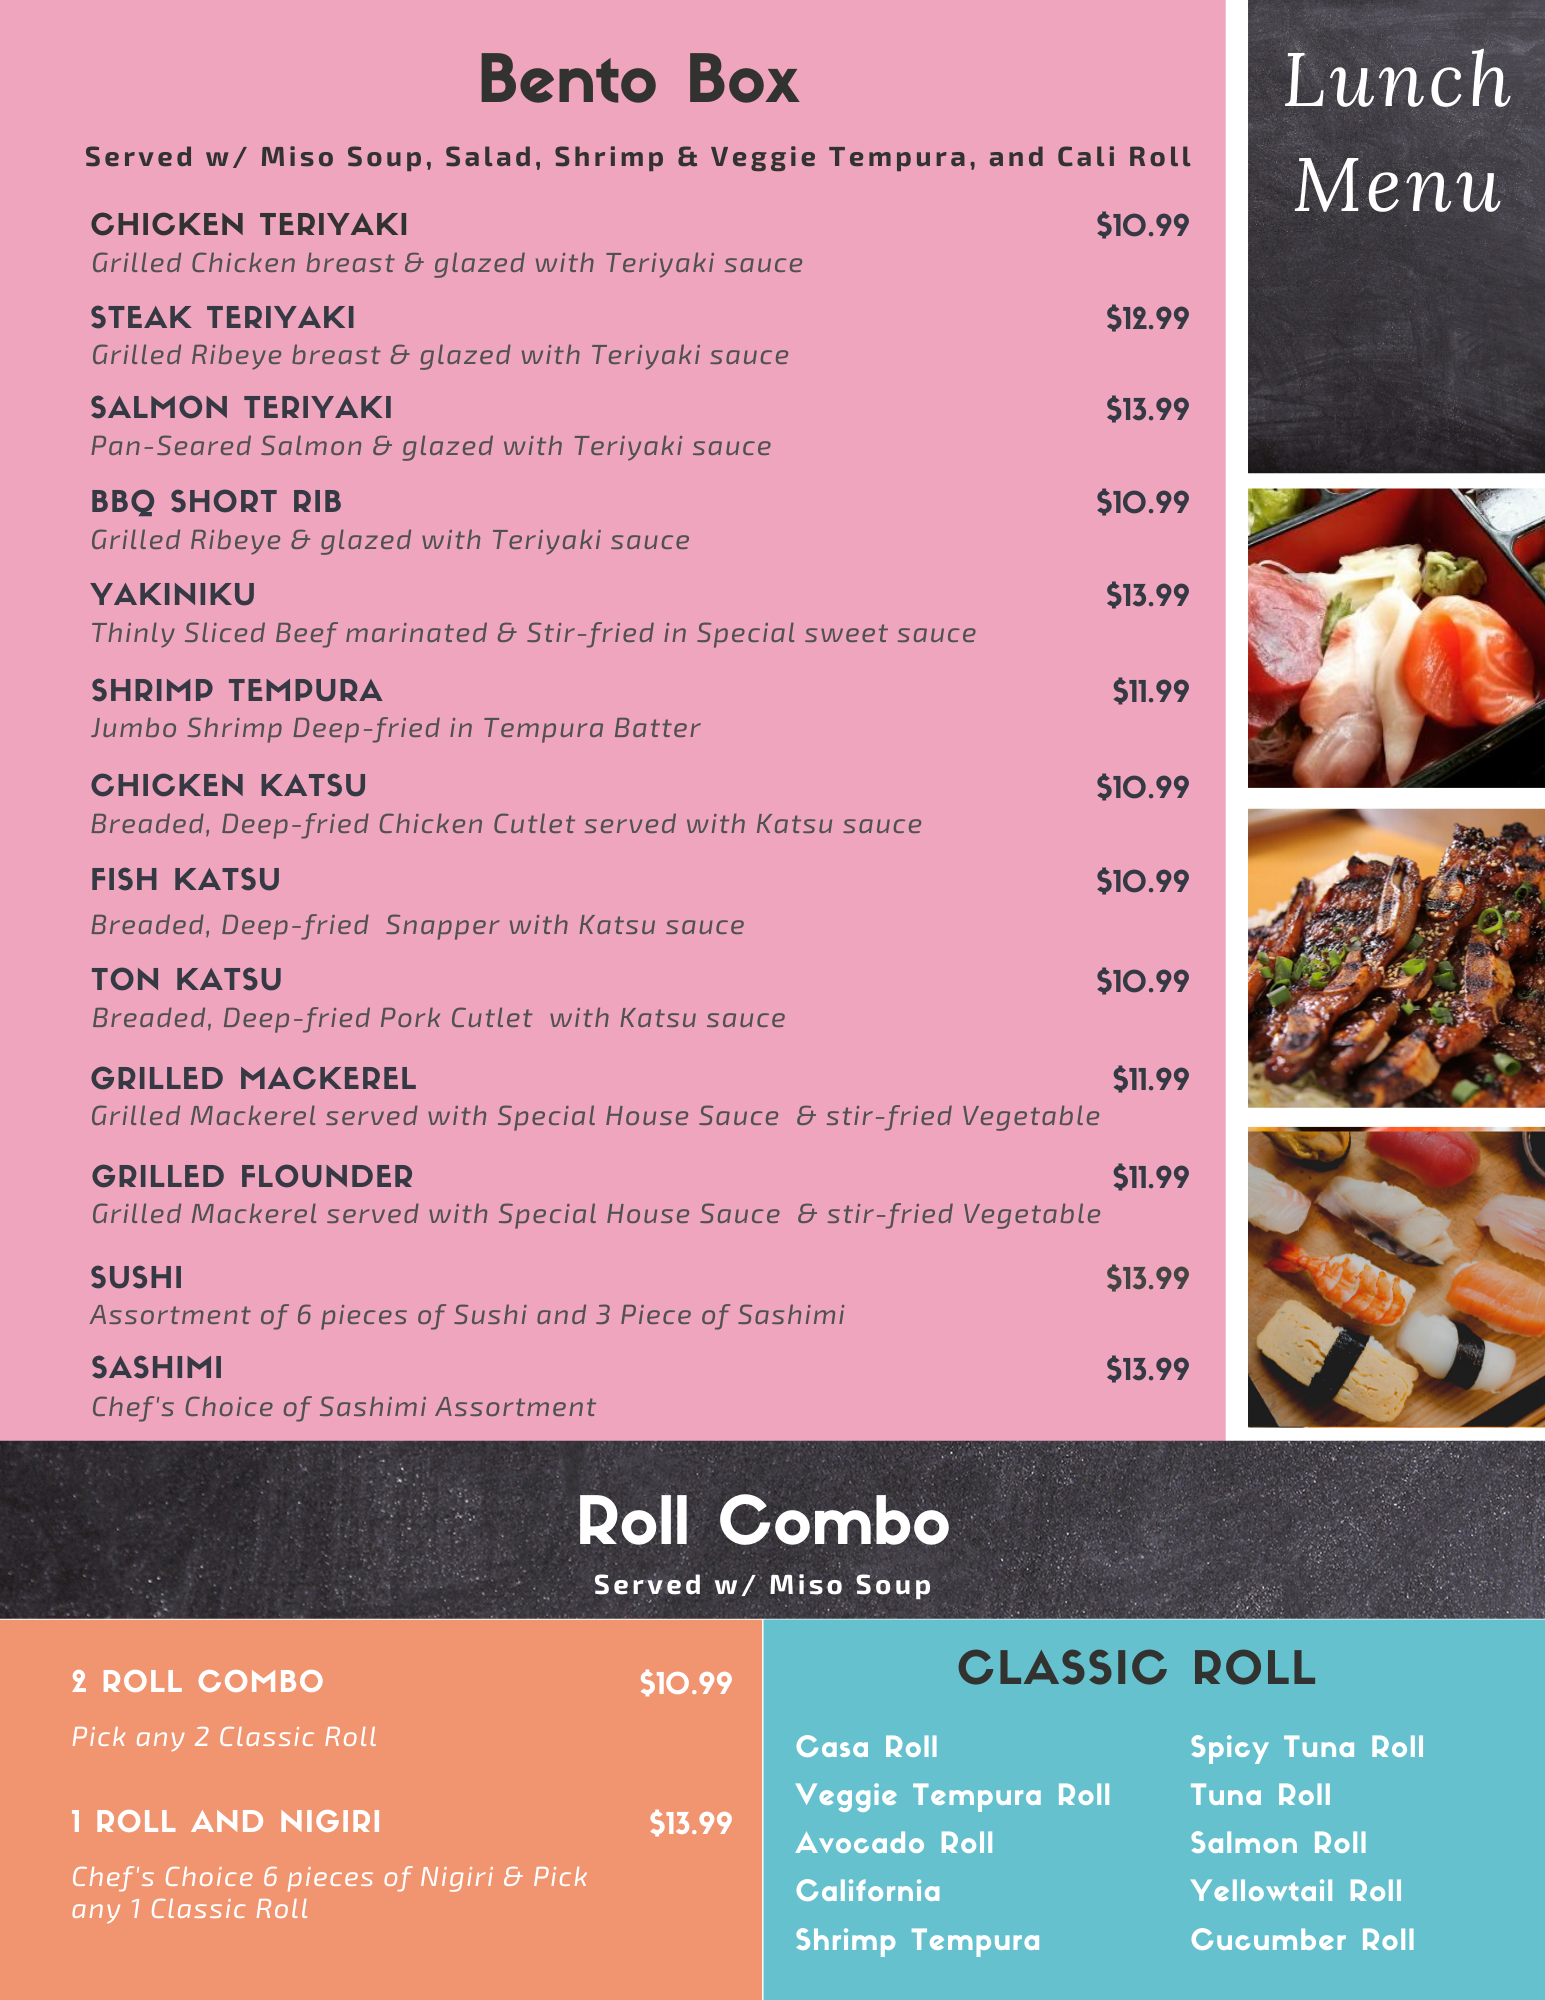 Bento Box
Served w/ Miso Soup, Salad, Shrimp & Veggie Tempura, and Cali Roll
CHICKEN TERIYAKI $10.99
Grilled Chicken breast & glazed with Teriyaki sauce
STEAK TERIYAKI $12.99
Grilled Ribeye breast & glazed with Teriyaki sauce
SALMON TERIYAKI $13.99
Pan-Seared Salmon & glazed with Teriyaki sauce
BBQ SHORT RIB $10.99
Grilled Ribeye & glazed with Teriyaki sauce
YAKINIKU $13.99
Thinly Sliced Beef marinated & Stir-fried in Special sweet sauce
SHRIMP TEMPURA $11.99
Jumbo Shrimp Deep-fried in Tempura Batter
CHICKEN KATSU $10.99
Breaded, Deep-fried Chicken Cutlet served with Katsu sauce
FISH KATSU $10.99
Breaded, Deep-fried Snapper with Katsu sauce
TON KATSU $10.99
Breaded, Deep-fried Pork Cutlet with Katsu sauce
GRILLED MACKEREL $11.99
Grilled Mackerel served with Special House Sauce & stir-fried Vegetable
GRILLED FLOUNDER $11.99
Grilled Mackerel served with Special House Sauce & stir-fried Vegetable
SUSHI $13.99
Assortment of 6 pieces of Sushi and 3 Piece of Sashimi
SASHIMI $13.99
Chef's Choice of Sashimi Assortment
Lunch
Menu
Roll Combo
Served w/ Miso Soup
2 ROLL COMBO $10.99
Pick any 2 Classic Roll
1 ROLL AND NIGIRI $13.99
Chef's Choice 6 pieces of Nigiri & Pick
any 1 Classic Roll
CLASSIC ROLL
Casa Roll
Veggie Tempura Roll
Avocado Roll
California
Shrimp Tempura
Spicy Tuna Roll
Tuna Roll
Salmon Roll
Yellowtail Roll
Cucumber Roll